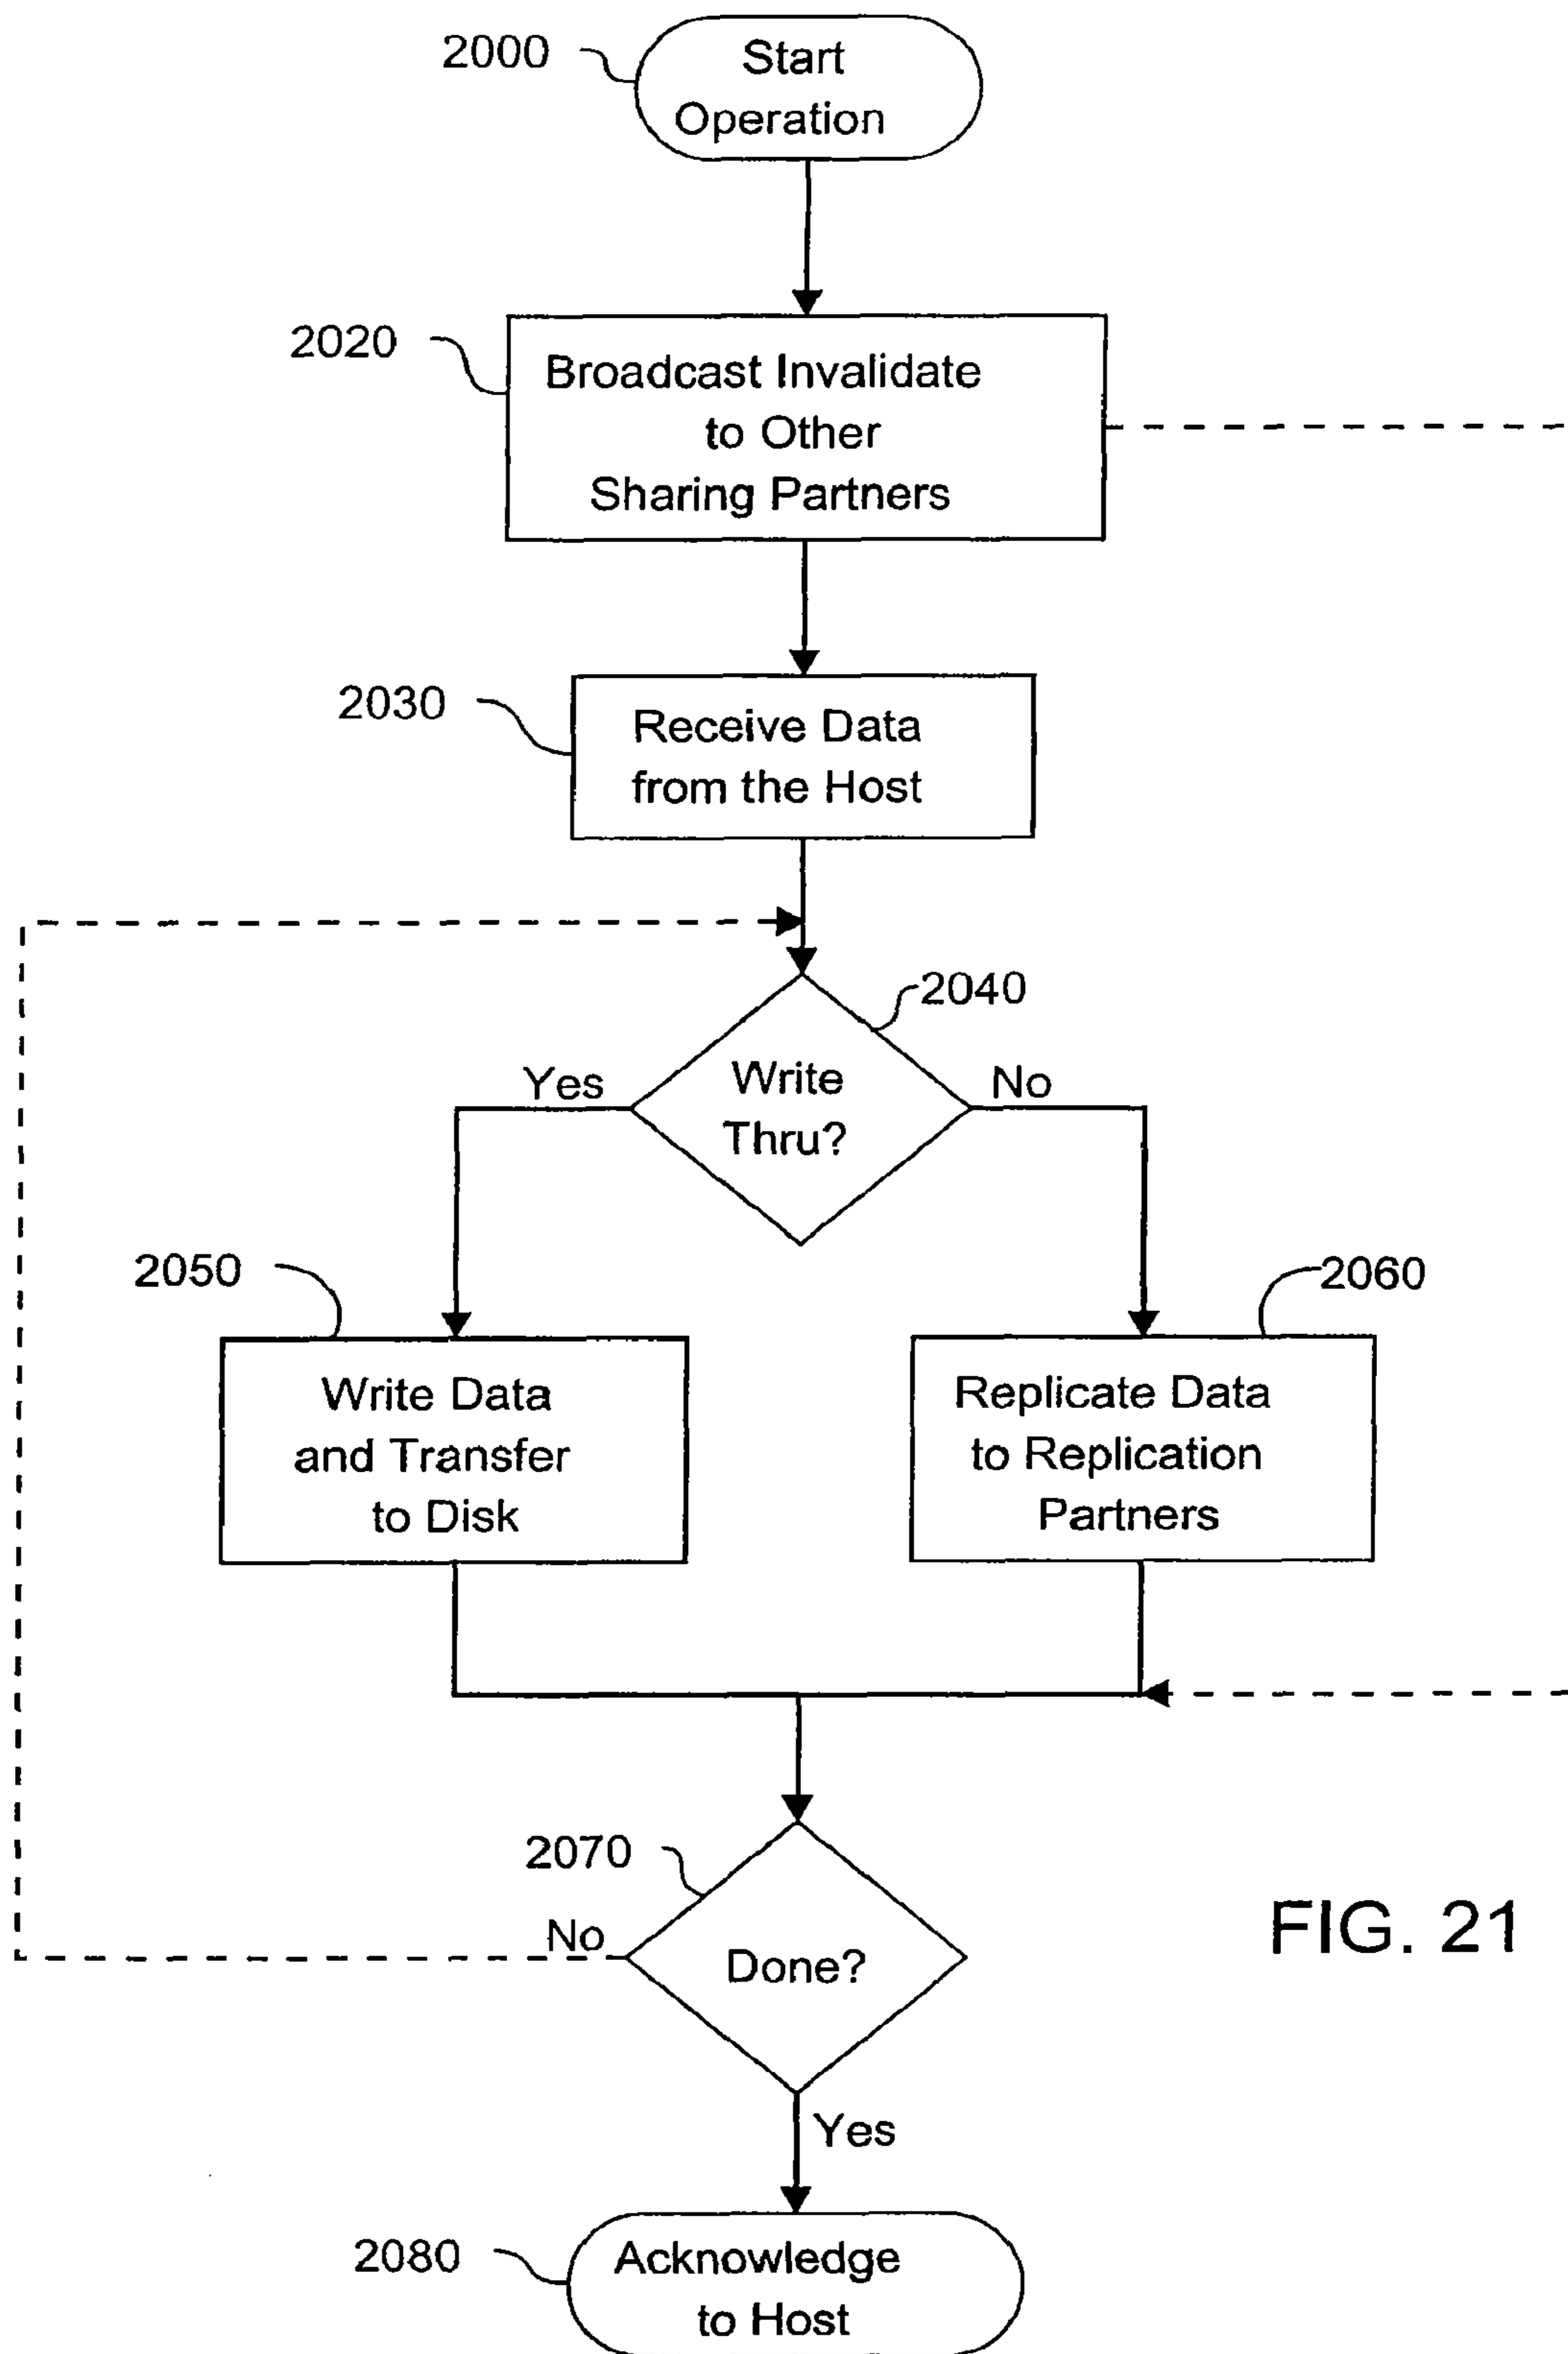 2000
Start
Operation
2020
Broadcast Invalidate
to Other
Sharing Partners
2030
Receive Data
from the Host
2040
Write
Thru?
Yes
No
2050
Write Data
and Transfer
to Disk
2060
Replicate Data
to Replication
Partners
2070
No
Done?
FIG. 21
Yes
2080
Acknowledge
to Host